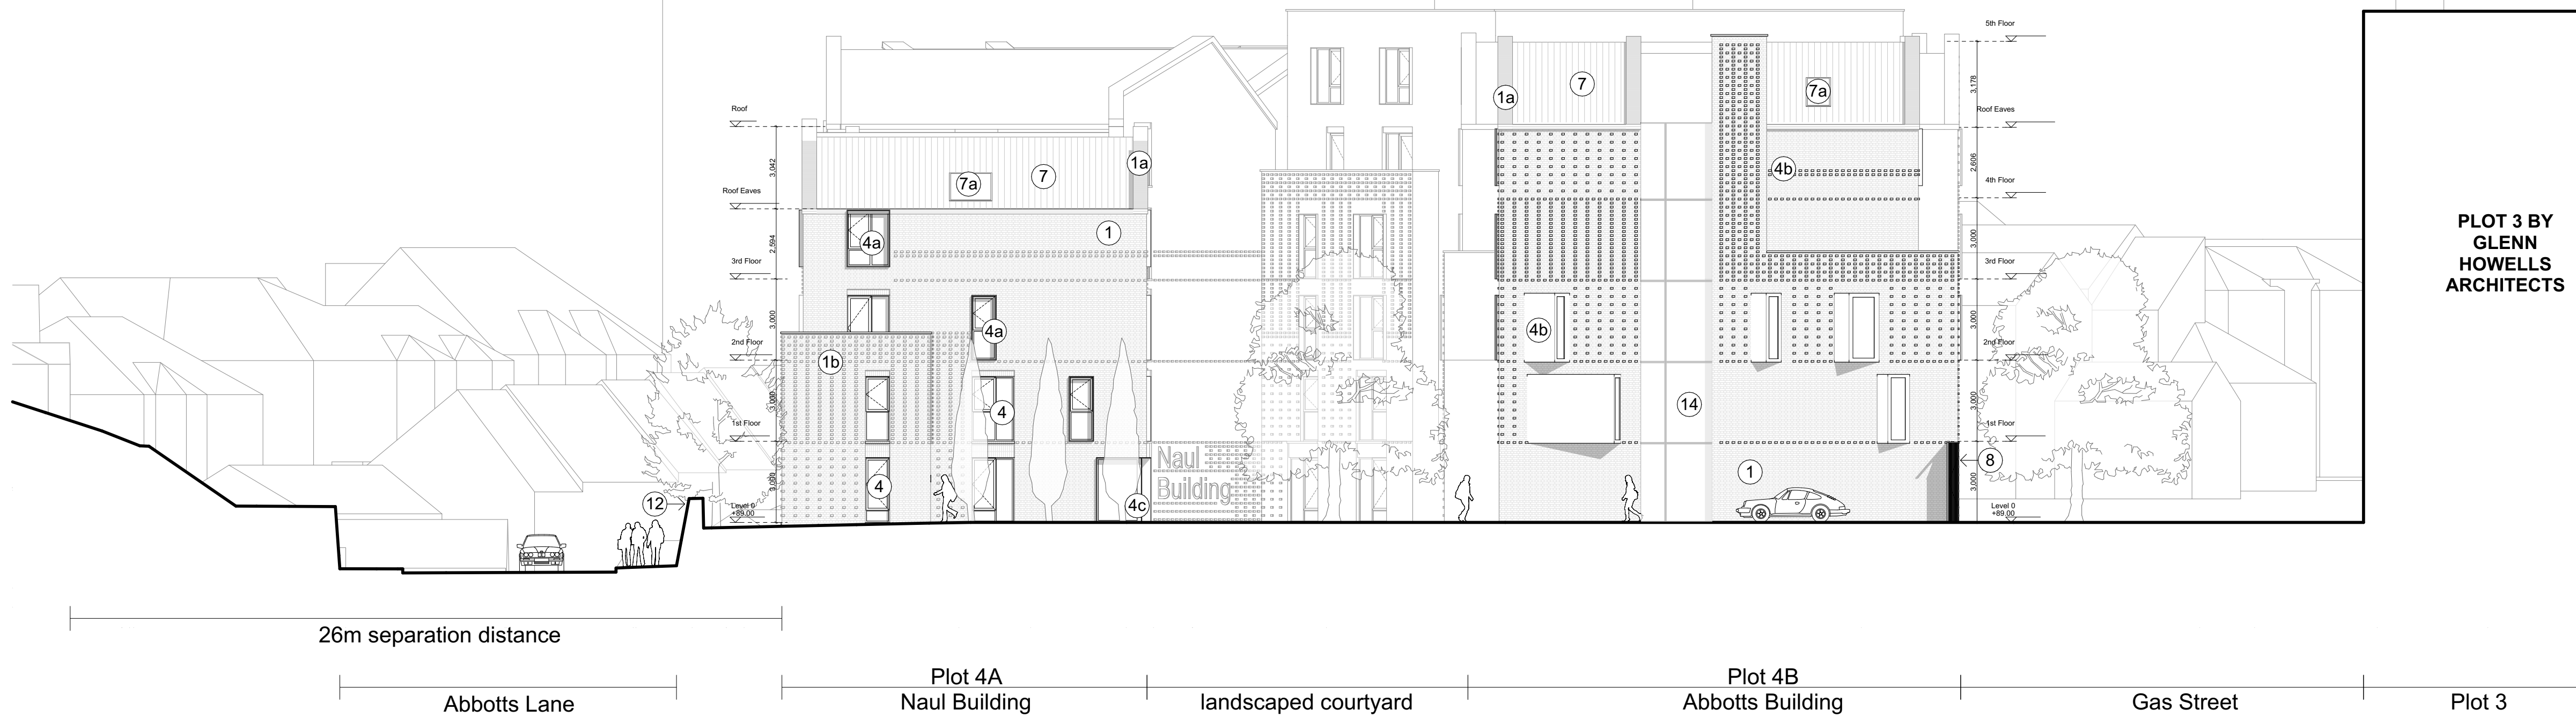 5th Floor
1a
7
7a
3,178
Roof
Roof Eaves
3,042
1a
7a
7
4b
2,606
4th Floor
Roof Eaves
PLOT 3 BY
GLENN
HOWELLS
ARCHITECTS
1
4a
2,594
3,000
3rd Floor
3rd Floor
3,000
4a
4b
3,000
2nd Floor
2nd Floor
1b
3,000
4
14
3,000
1st Floor
1st Floor
Naul
Building
8
1
4
3,000
3,000
12
4c
Level 0
+89.00
Level 0
+89.00
26m separation distance
Plot 4A
Plot 4B
Abbotts Lane
Naul Building
landscaped courtyard
Abbotts Building
Gas Street
Plot 3